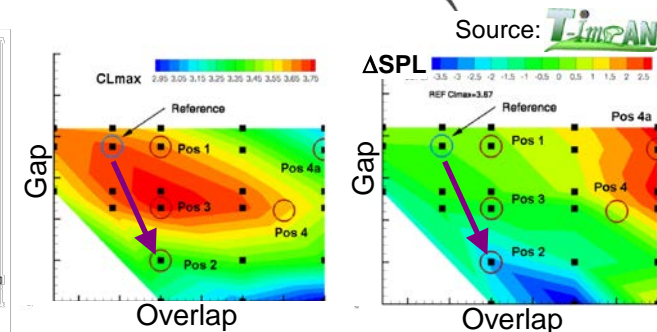 Source: T-ImPAN
CLmax 2.95 3.05 3.15 3.25 3.35 3.45 3.55 3.65 3.75
Reference
Pos 1
Pos 4a
Pos 3
Pos 4
Pos 2
Gap
Overlap
ΔSPL -3.5 -3 -2.5 -2 -1.5 -1 -0.5 0 0.5 1 1.5 2 2.5
REF Clmax=3.67
Reference
Pos 4a
Pos 1
Pos 4
Pos 3
Pos 2
Gap
Overlap